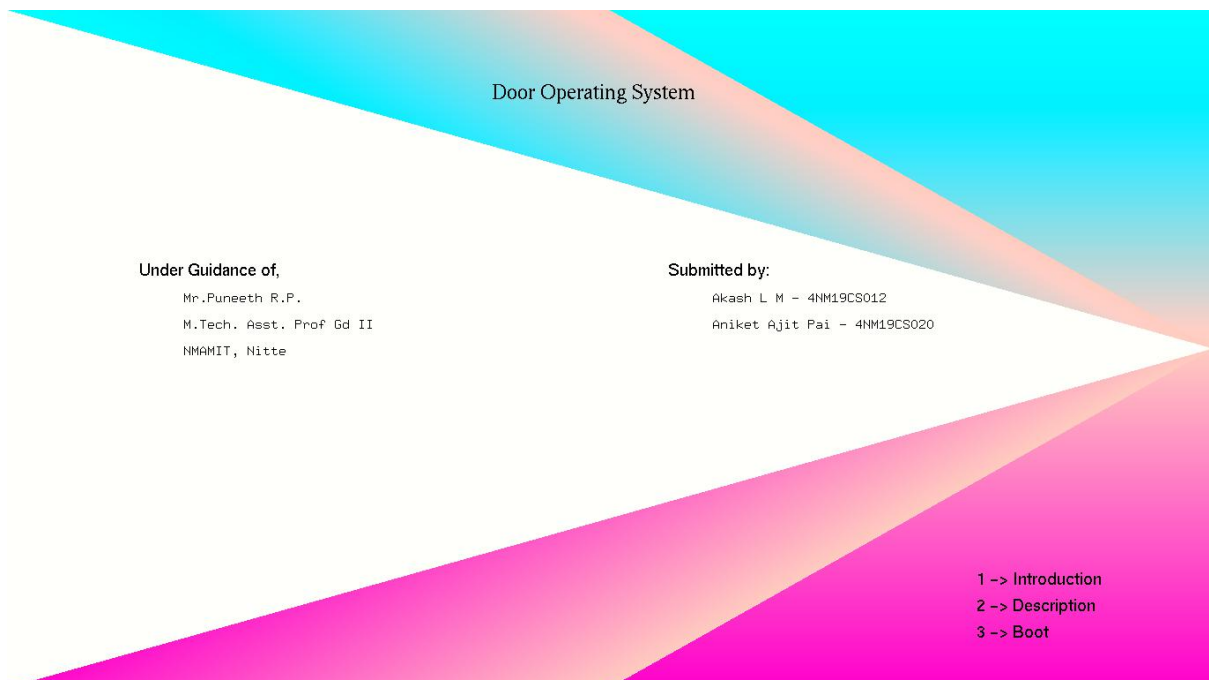 Door Operating System
Under Guidance of,
Mr.Puneeth R.P.
M.Tech. Asst. Prof Gd II
NMAMIT, Nitte
Submitted by:
Akash L M - 4NM19CS012
Aniket Ajit Pai - 4NM19CS020
1 -> Introduction
2 -> Description
3 -> Boot